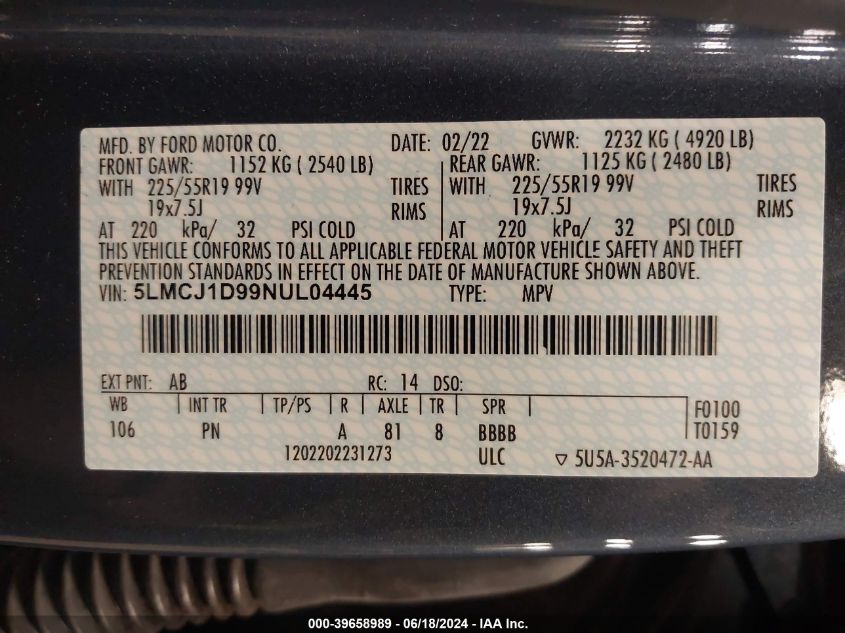 MFD. BY FORD MOTOR CO. DATE: 02/22 GVWR: 2232 KG ( 4920 LB)
FRONT GAWR: 1152 KG ( 2540 LB) REAR GAWR: 1125 KG ( 2480 LB)
WITH 225/55R19 99V TIRES WITH 225/55R19 99V TIRES
19x7.5J RIMS 19x7.5J RIMS
AT 220 kPa/ 32 PSI COLD AT 220 kPa/ 32 PSI COLD
THIS VEHICLE CONFORMS TO ALL APPLICABLE FEDERAL MOTOR VEHICLE SAFETY AND THEFT
PREVENTION STANDARDS IN EFFECT ON THE DATE OF MANUFACTURE SHOWN ABOVE.
VIN: 5LMCJ1D99NUL04445 TYPE: MPV
EXT PNT: AB RC: 14 DSO:
WB INT TR TP/PS R AXLE TR SPR F0100
106 PN A 81 8 BBBB T0159
1202202231273 ULC 5U5A-3520472-AA
000-39658989 - 06/18/2024 - IAA Inc.